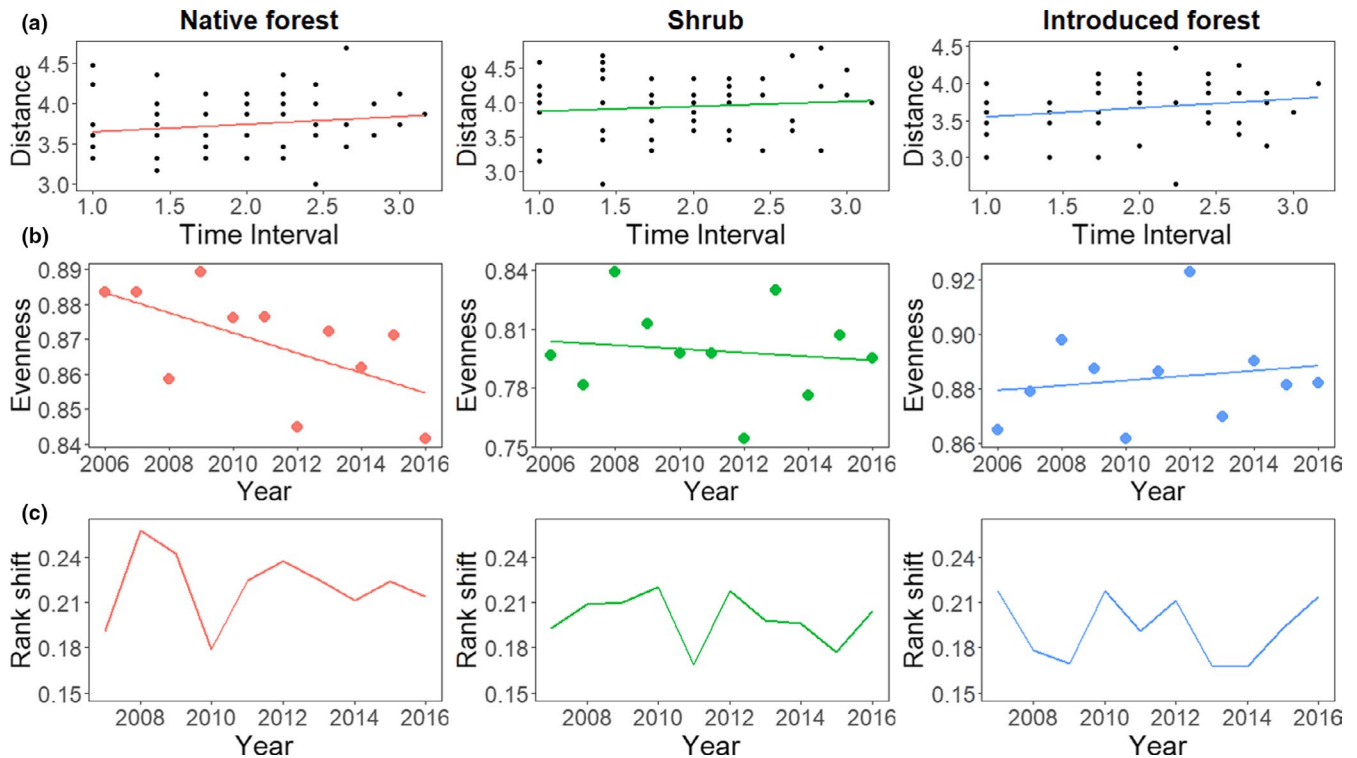 (a)
Native forest
Shrub
Introduced forest
Distance
4.5
4.0
3.5
3.0
1.0 1.5 2.0 2.5 3.0
Time Interval
Distance
4.5
4.0
3.5
3.0
1.0 1.5 2.0 2.5 3.0
Time Interval
Distance
4.5
4.0
3.5
3.0
1.0 1.5 2.0 2.5 3.0
Time Interval
(b)
Evenness
0.89
0.88
0.87
0.86
0.85
0.84
2006 2008 2010 2012 2014 2016
Year
Evenness
0.84
0.81
0.78
0.75
2006 2008 2010 2012 2014 2016
Year
Evenness
0.92
0.90
0.88
0.86
2006 2008 2010 2012 2014 2016
Year
(c)
Rank shift
0.24
0.21
0.18
0.15
2008 2010 2012 2014 2016
Year
Rank shift
0.24
0.21
0.18
0.15
2008 2010 2012 2014 2016
Year
Rank shift
0.24
0.21
0.18
0.15
2008 2010 2012 2014 2016
Year